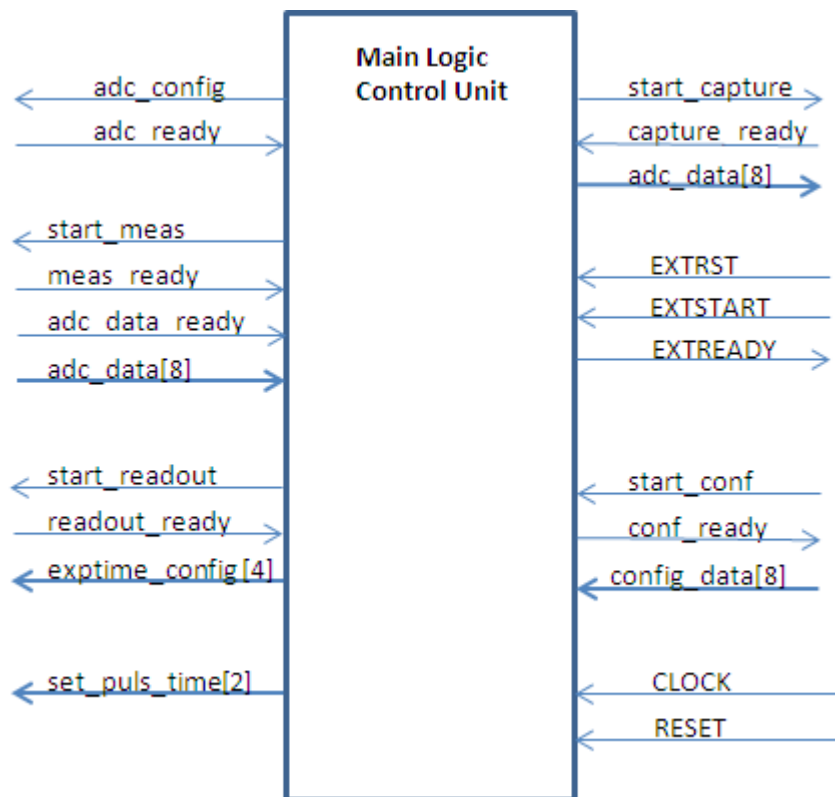 Main Logic
Control Unit
adc_config
adc_ready
start_meas
meas_ready
adc_data_ready
adc_data[8]
start_readout
readout_ready
exptime_config[4]
set_puls_time[2]
start_capture
capture_ready
adc_data[8]
EXTRST
EXTSTART
EXTREADY
start_conf
conf_ready
config_data[8]
CLOCK
RESET